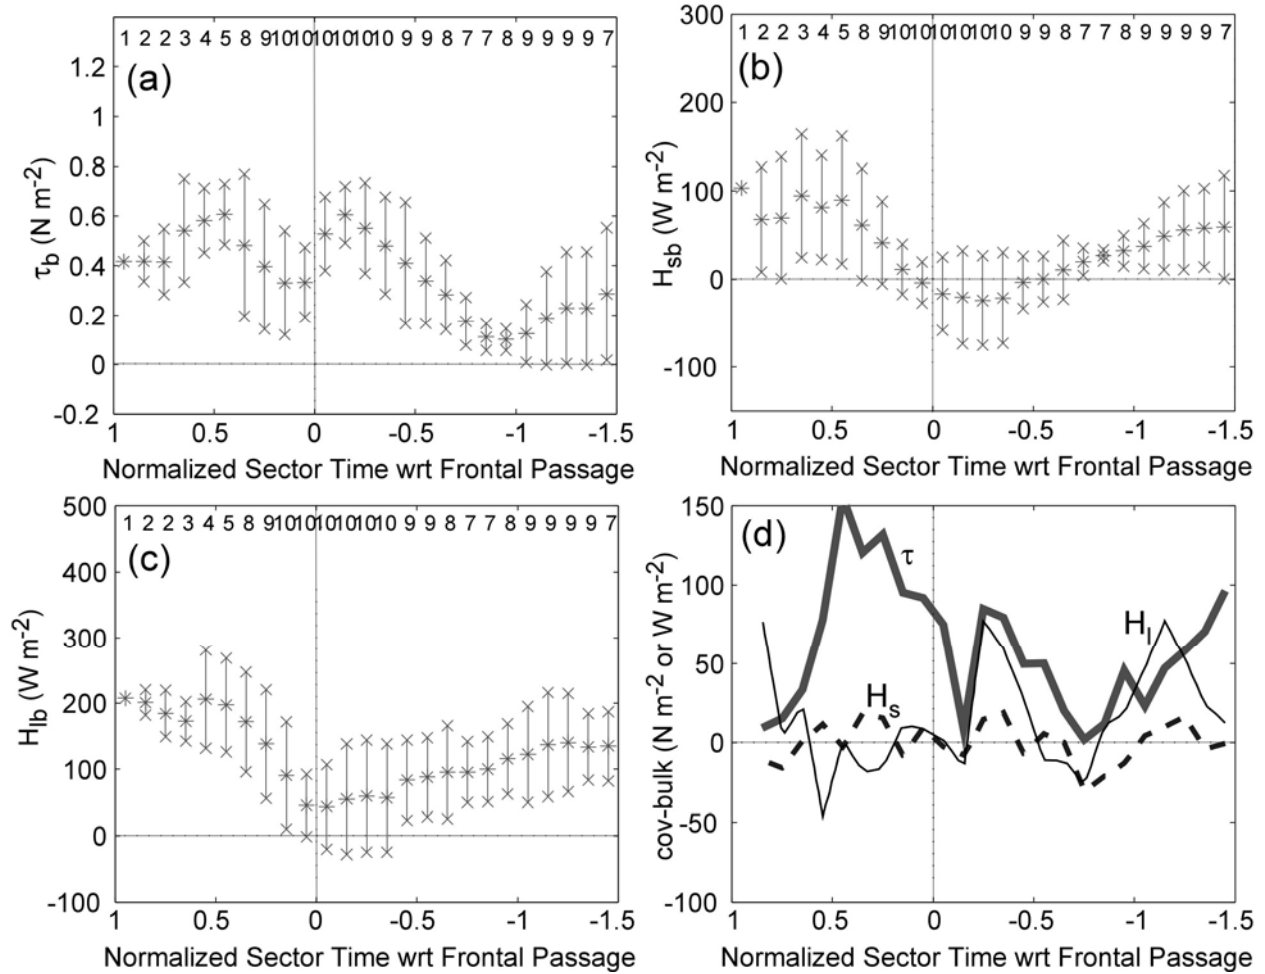 1 2 2 3 4 5 8 9 10 10 10 10 10 10 9 9 8 7 7 8 9 9 9 9 7
(a)
1.2
1
0.8
0.6
0.4
0.2
0
-0.2
τb (N m-2)
1 0.5 0 -0.5 -1 -1.5
Normalized Sector Time wrt Frontal Passage
1 2 2 3 4 5 8 9 10 10 10 10 10 10 9 9 8 7 7 8 9 9 9 9 7
(b)
300
200
100
0
-100
Hsb (W m-2)
1 0.5 0 -0.5 -1 -1.5
Normalized Sector Time wrt Frontal Passage
1 2 2 3 4 5 8 9 10 10 10 10 10 10 9 9 8 7 7 8 9 9 9 9 7
(c)
500
400
300
200
100
0
-100
Hlb (W m-2)
1 0.5 0 -0.5 -1 -1.5
Normalized Sector Time wrt Frontal Passage
(d)
150
100
50
0
-50
-100
cov-bulk (N m-2 or W m-2)
τ
Hl
Hs
1 0.5 0 -0.5 -1 -1.5
Normalized Sector Time wrt Frontal Passage